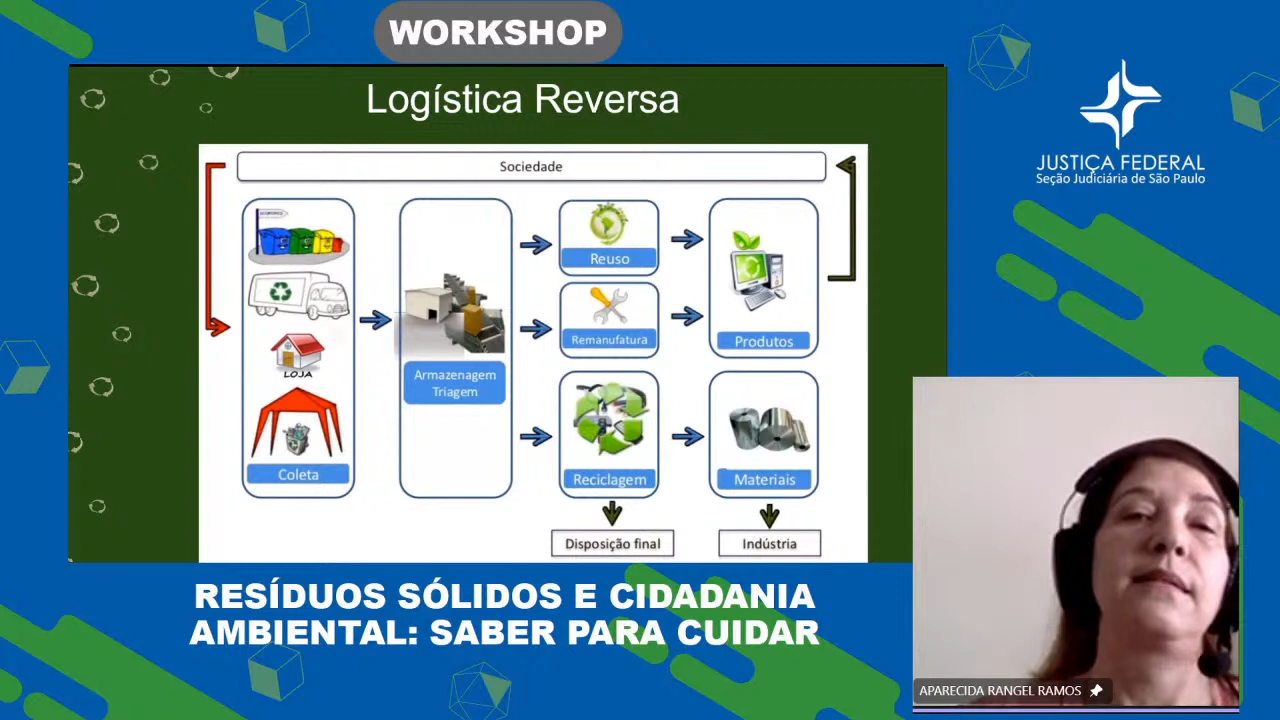 WORKSHOP
Logística Reversa
JUSTIÇA FEDERAL
Seção Judiciária de São Paulo
Sociedade
Reuso
Remanufatura
Produtos
Armazenagem
Triagem
LOJA
Coleta
Reciclagem
Materiais
Disposição final
Indústria
RESÍDUOS SÓLIDOS E CIDADANIA
AMBIENTAL: SABER PARA CUIDAR
APARECIDA RANGEL RAMOS